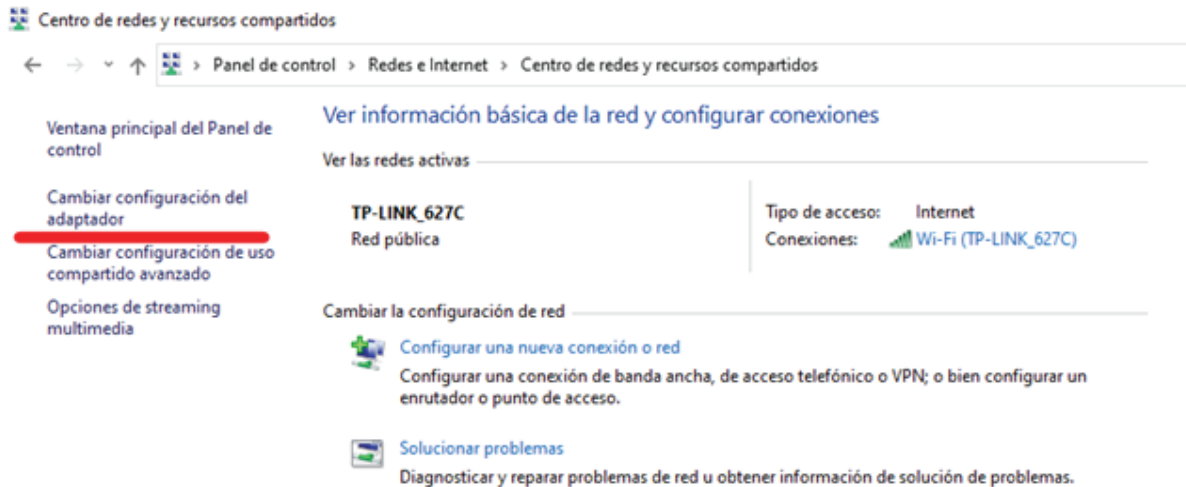 Centro de redes y recursos compartidos
Panel de control > Redes e Internet > Centro de redes y recursos compartidos
Ventana principal del Panel de
control
Cambiar configuración del
adaptador
Cambiar configuración de uso
compartido avanzado
Opciones de streaming
multimedia
Ver información básica de la red y configurar conexiones
Ver las redes activas
TP-LINK_627C
Red pública
Tipo de acceso: Internet
Conexiones: Wi-Fi (TP-LINK_627C)
Cambiar la configuración de red
Configurar una nueva conexión o red
Configurar una conexión de banda ancha, de acceso telefónico o VPN; o bien configurar un
enrutador o punto de acceso.
Solucionar problemas
Diagnosticar y reparar problemas de red u obtener información de solución de problemas.